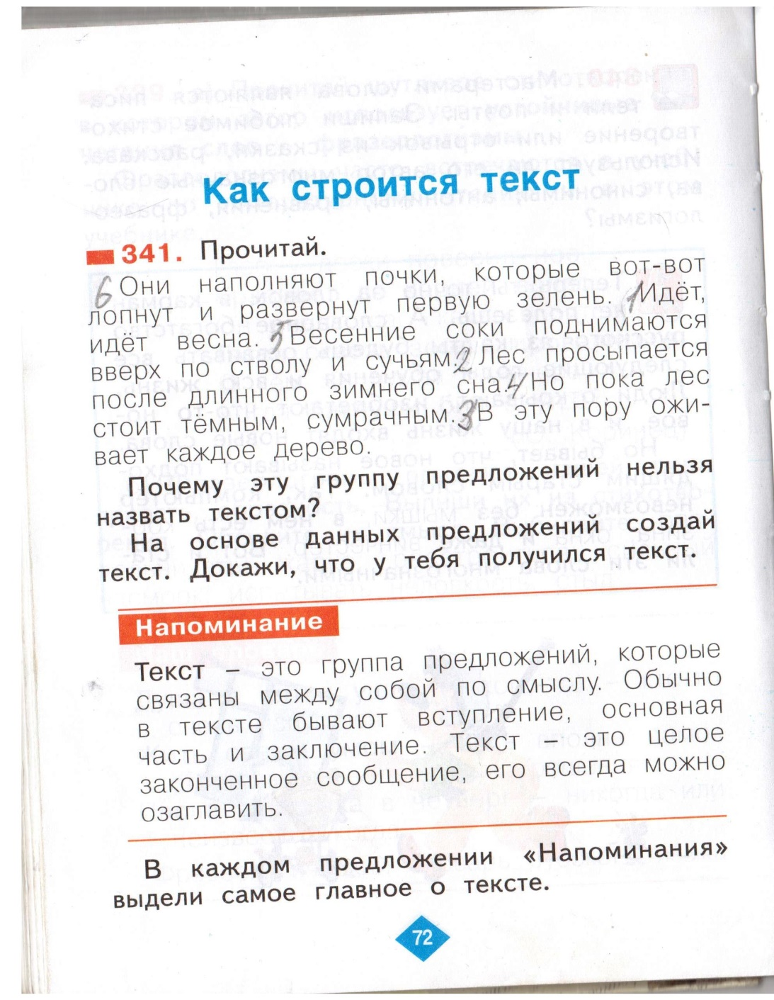 Как строится текст
341. Прочитай.
6 Они наполняют почки, которые вот-вот
лопнут и развернут первую зелень. 1 Идёт,
идёт весна. 5 Весенние соки поднимаются
вверх по стволу и сучьям. 2 Лес просыпается
после длинного зимнего сна. 4 Но пока лес
стоит тёмным, сумрачным. 3 В эту пору ожи-
вает каждое дерево.
Почему эту группу предложений нельзя
назвать текстом?
На основе данных предложений создай
текст. Докажи, что у тебя получился текст.
Напоминание
Текст – это группа предложений, которые
связаны между собой по смыслу. Обычно
в тексте бывают вступление, основная
часть и заключение. Текст – это целое
законченное сообщение, его всегда можно
озаглавить.
В каждом предложении «Напоминания»
выдели самое главное о тексте.
72